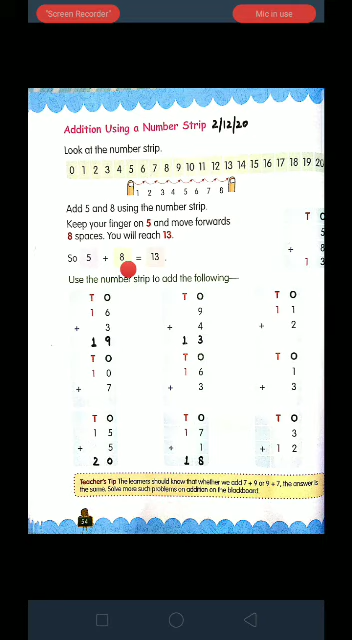 "Screen Recorder"
Mic in use
Addition Using a Number Strip 2/12/20
Look at the number strip.
0 1 2 3 4 5 6 7 8 9 10 11 12 13 14 15 16 17 18 19 20
1 2 3 4 5 6 7 8
Add 5 and 8 using the number strip.
Keep your finger on 5 and move forwards
8 spaces. You will reach 13.
So 5 + 8 = 13.
T O
5
+ 8
1 3
Use the number strip to add the following—
T O T O T O
1 6 9 1 1
+ 3 + 4 + 2
1 9 1 3
T O T O T O
1 0 1 6 1
+ 7 + 3 + 3
T O T O T O
1 5 1 7 3
+ 5 + 1 + 1 2
2 0 1 8
Teacher's Tip The learners should know that whether we add 7 + 9 or 9 + 7, the answer is
the same. Solve more such problems on addition on the blackboard.
54